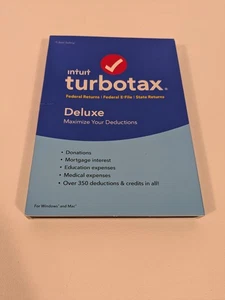 intuit
turbotax™
Federal Returns | Federal E-File | State Returns
Deluxe
Maximize Your Deductions
• Donations
• Mortgage interest
• Education expenses
• Medical expenses
• Over 350 deductions & credits in all!
For Windows® and Mac®